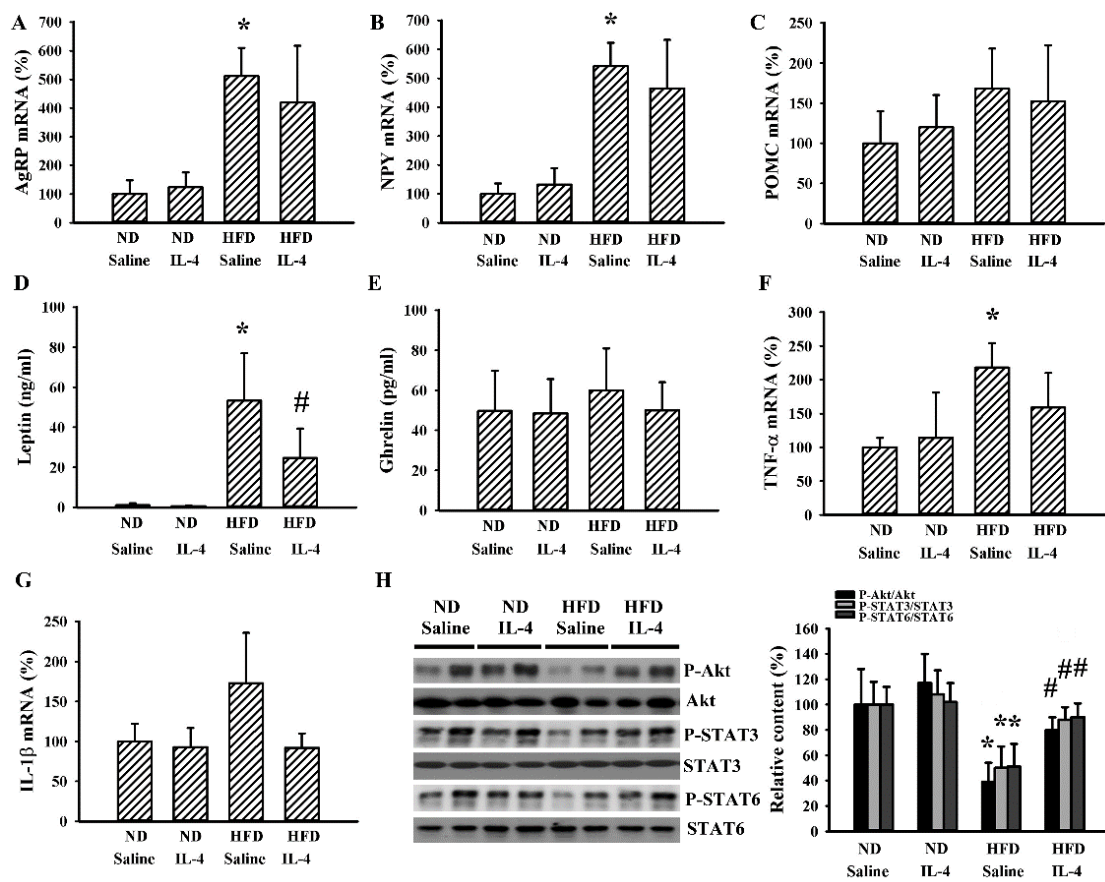 A
AgRP mRNA (%)
700
600
500
400
300
200
100
0
*
ND ND HFD HFD
Saline IL-4 Saline IL-4
B
NPY mRNA (%)
700
600
500
400
300
200
100
0
*
ND ND HFD HFD
Saline IL-4 Saline IL-4
C
POMC mRNA (%)
250
200
150
100
50
0
ND ND HFD HFD
Saline IL-4 Saline IL-4
D
Leptin (ng/ml)
100
80
60
40
20
0
*
#
ND ND HFD HFD
Saline IL-4 Saline IL-4
E
Ghrelin (pg/ml)
100
80
60
40
20
0
ND ND HFD HFD
Saline IL-4 Saline IL-4
F
TNF-α mRNA (%)
300
250
200
150
100
50
0
*
ND ND HFD HFD
Saline IL-4 Saline IL-4
G
IL-1β mRNA (%)
250
200
150
100
50
0
ND ND HFD HFD
Saline IL-4 Saline IL-4
H
ND ND HFD HFD
Saline IL-4 Saline IL-4
P-Akt
Akt
P-STAT3
STAT3
P-STAT6
STAT6
P-Akt/Akt
P-STAT3/STAT3
P-STAT6/STAT6
Relative content (%)
160
140
120
100
80
60
40
20
0
* * *
# # #
ND ND HFD HFD
Saline IL-4 Saline IL-4